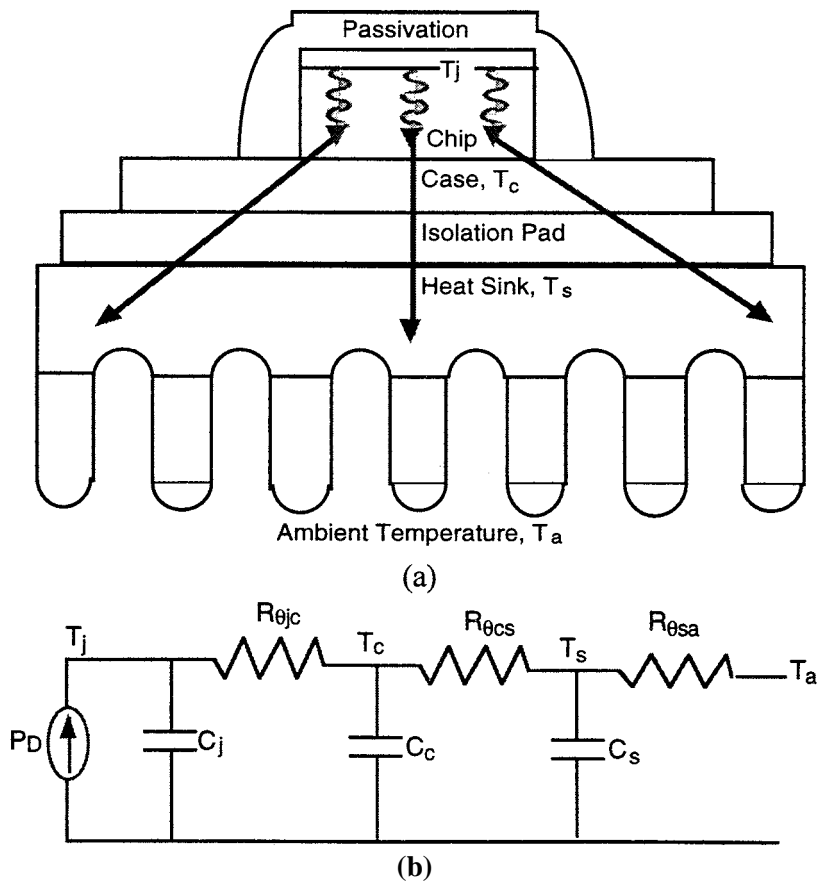 Passivation
Tj
Chip
Case, Tc
Isolation Pad
Heat Sink, Ts
Ambient Temperature, Ta
(a)
Rθjc
Rθcs
Rθsa
Tj
Tc
Ts
Ta
PD
Cj
Cc
Cs
(b)